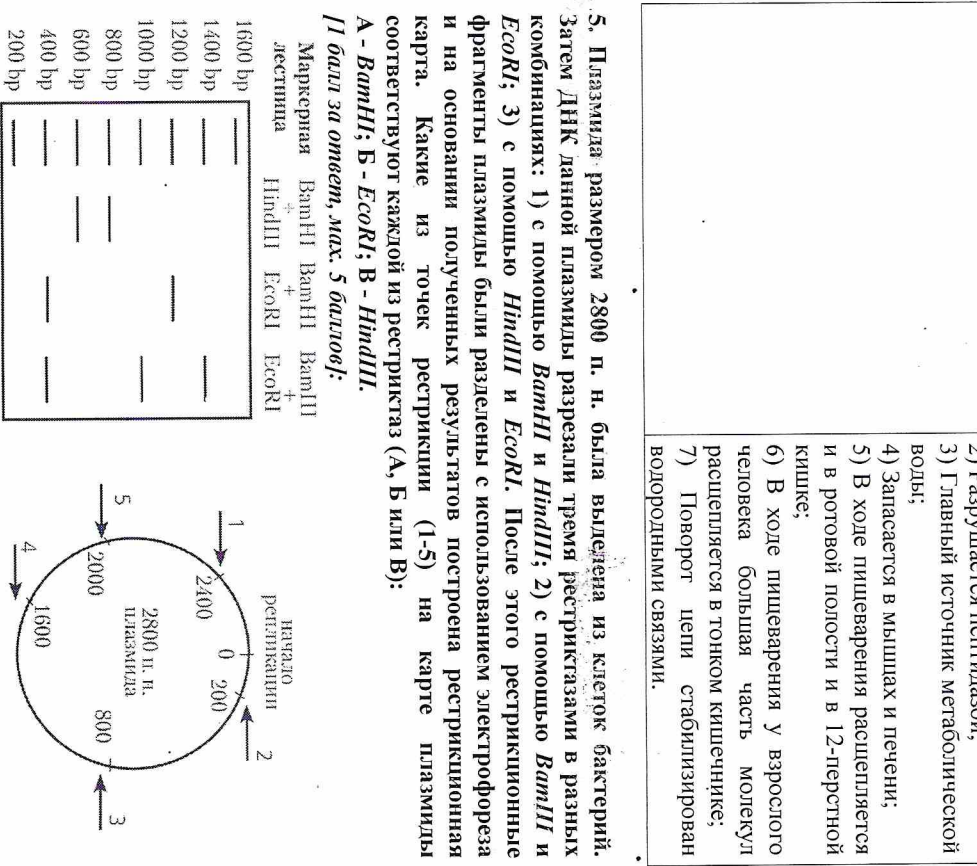 3) Главный источник метаболической
воды;
4) Запасается в мышцах и печени;
5) В ходе пищеварения расщепляется
и в ротовой полости и в 12-перстной
кишке;
6) В ходе пищеварения у взрослого
человека большая часть молекул
расщепляется в тонком кишечнике;
7) Поворот цепи стабилизирован
водородными связями.
5. Плазмида размером 2800 п. н. была выделена из клеток бактерий.
Затем ДНК данной плазмиды разрезали тремя рестриктазами в разных
комбинациях: 1) с помощью BamHI и HindIII; 2) с помощью BamHI и
EcoRI; 3) с помощью HindIII и EcoRI. После этого рестрикционные
фрагменты плазмиды были разделены с использованием электрофореза
и на основании полученных результатов построена рестрикционная
карта. Какие из точек рестрикции (1-5) на карте плазмиды
соответствуют каждой из рестриктаз (А, Б или В):
А - BamHI; Б - EcoRI; В - HindIII.
[1 балл за ответ, мах. 5 баллов]:
Маркерная
лестница
BamHI
+
HindIII
BamHI
+
EcoRI
BamHI
+
EcoRI
1600 bp
1400 bp
1200 bp
1000 bp
800 bp
600 bp
400 bp
200 bp
начало
репликации
0
200
2
800
3
1600
4
2000
5
2400
1
2800 п. н.
плазмида